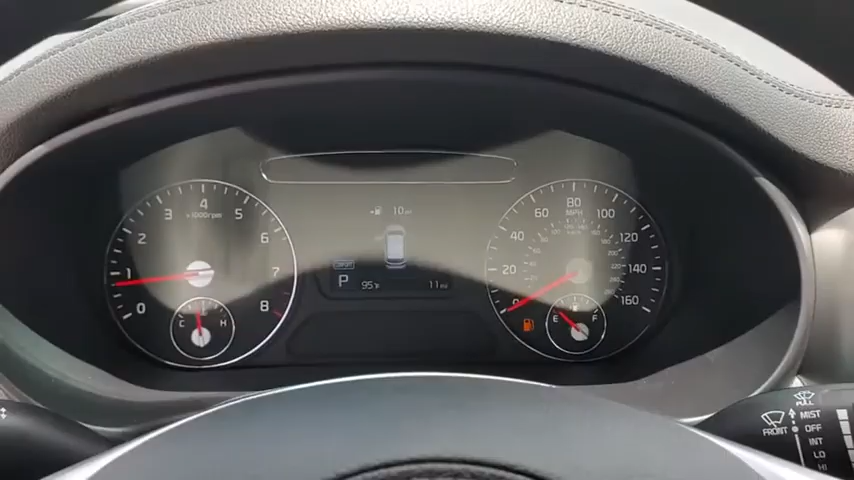 0
1
2
3
4
5
6
7
8
x1000rpm
C
H
10mi
COMFORT
P
95°F
11mi
0
20
40
60
80
100
120
140
160
MPH
E
F
PULL
FRONT
MIST
OFF
INT
LO
HI